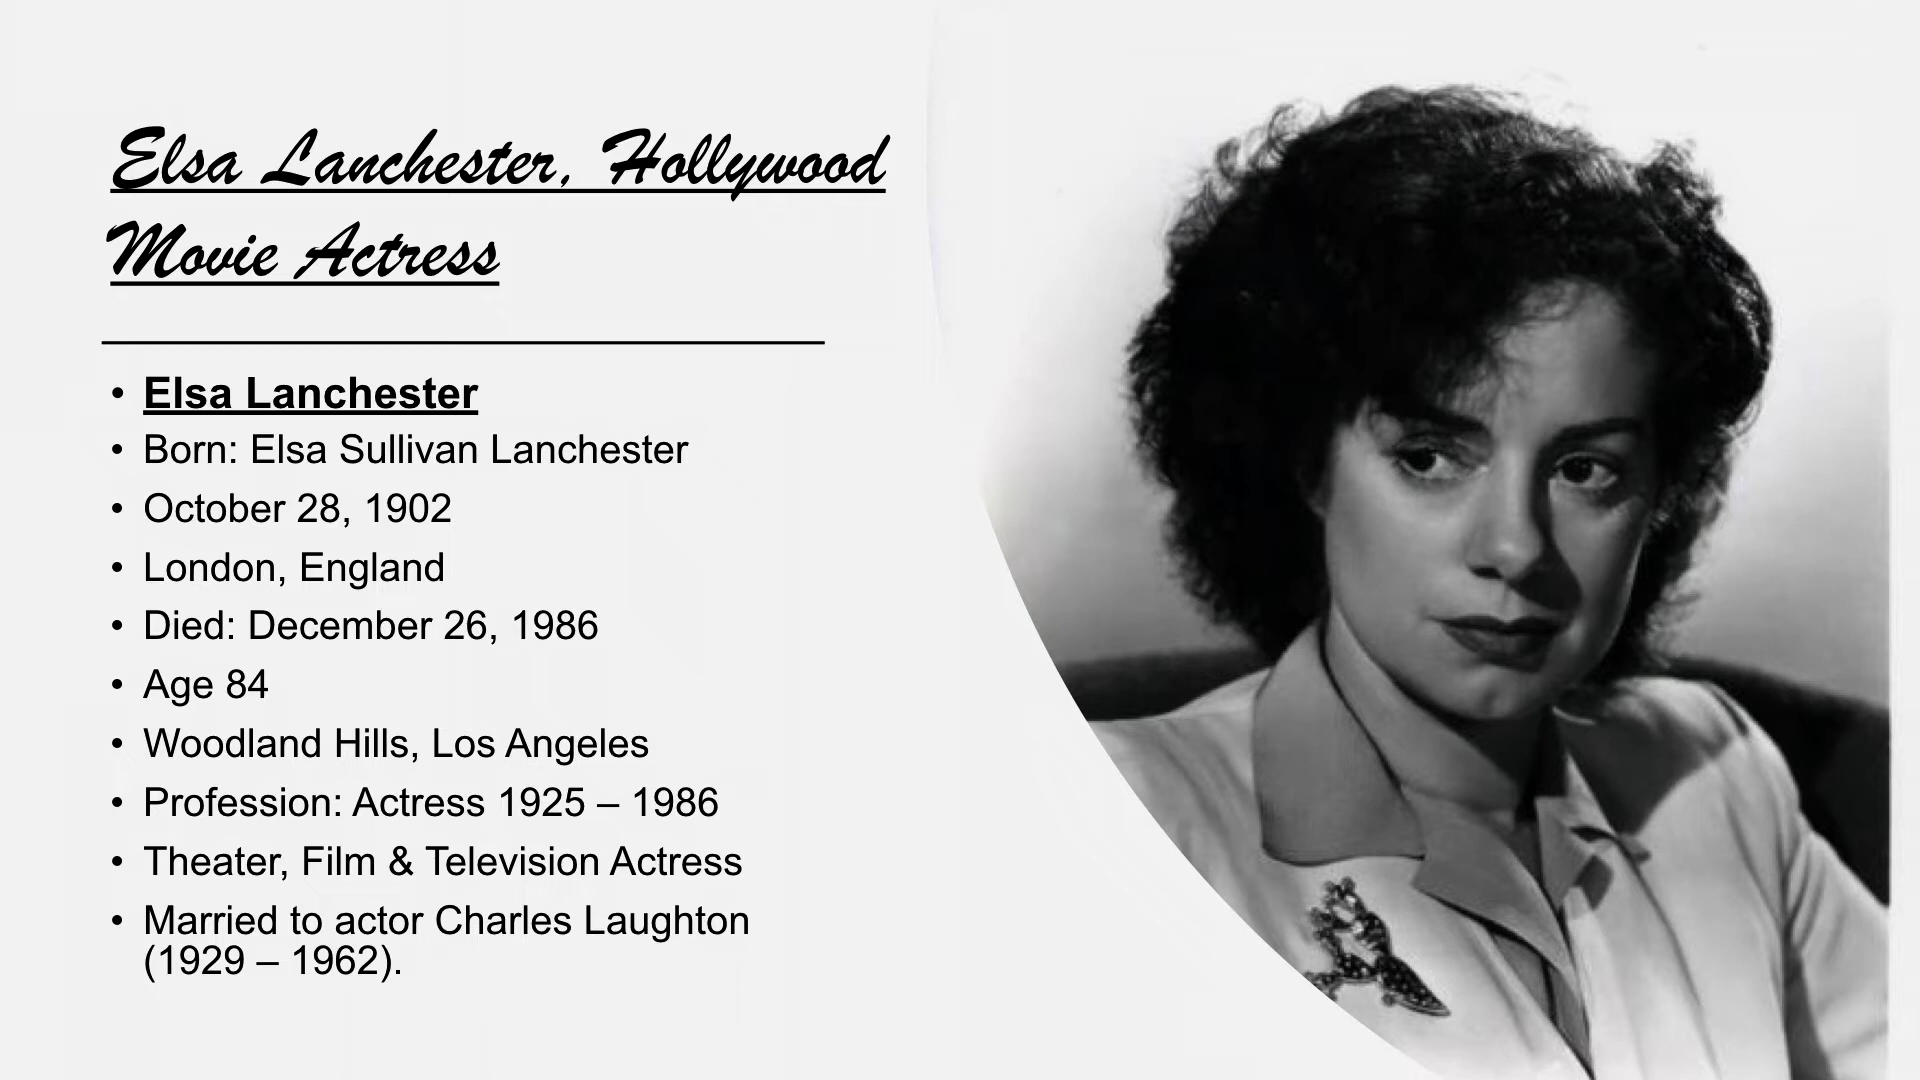 Elsa Lanchester, Hollywood
Movie Actress
• Elsa Lanchester
• Born: Elsa Sullivan Lanchester
• October 28, 1902
• London, England
• Died: December 26, 1986
• Age 84
• Woodland Hills, Los Angeles
• Profession: Actress 1925 – 1986
• Theater, Film & Television Actress
• Married to actor Charles Laughton
(1929 – 1962).